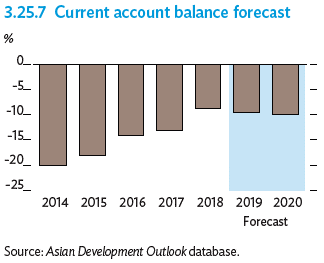 3.25.7 Current account balance forecast
%
0
-5
-10
-15
-20
-25
2014 2015 2016 2017 2018 2019 2020
Forecast
Source: Asian Development Outlook database.